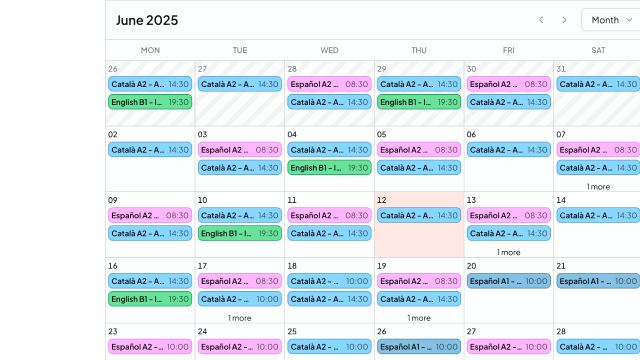 June 2025
Month
MON TUE WED THU FRI SAT
26 27 28 29 30 31
Català A2 - A... 14:30 Català A2 - A... 14:30 Español A2 ... 08:30 Català A2 - A... 14:30 Español A2 ... 08:30 Català A2 - A... 14:30
English B1 - I... 19:30 Català A2 - A... 14:30 English B1 - I... 19:30 Català A2 - A... 14:30
02 03 04 05 06 07
Català A2 - A... 14:30 Español A2 ... 08:30 Català A2 - A... 14:30 Español A2 ... 08:30 Català A2 - A... 14:30 Español A2 ... 08:30
Català A2 - A... 14:30 English B1 - I... 19:30 Català A2 - A... 14:30 Català A2 - A... 14:30
1 more
09 10 11 12 13 14
Español A2 ... 08:30 Català A2 - A... 14:30 Español A2 ... 08:30 Català A2 - A... 14:30 Español A2 ... 08:30 Català A2 - A... 14:30
Català A2 - A... 14:30 English B1 - I... 19:30 Català A2 - A... 14:30 Català A2 - A... 14:30
1 more
16 17 18 19 20 21
Català A2 - A... 14:30 Español A2 ... 08:30 Català A2 - ... 10:00 Español A2 ... 08:30 Español A1 - ... 10:00 Español A1 - ... 10:00
English B1 - I... 19:30 Català A2 - ... 10:00 Català A2 - A... 14:30 Català A2 - A... 14:30
1 more 1 more
23 24 25 26 27 28
Español A2 - ... 10:00 Español A2 - ... 10:00 Català A2 - ... 10:00 Español A1 - ... 10:00 Español A2 - ... 10:00 Català A2 - ... 10:00